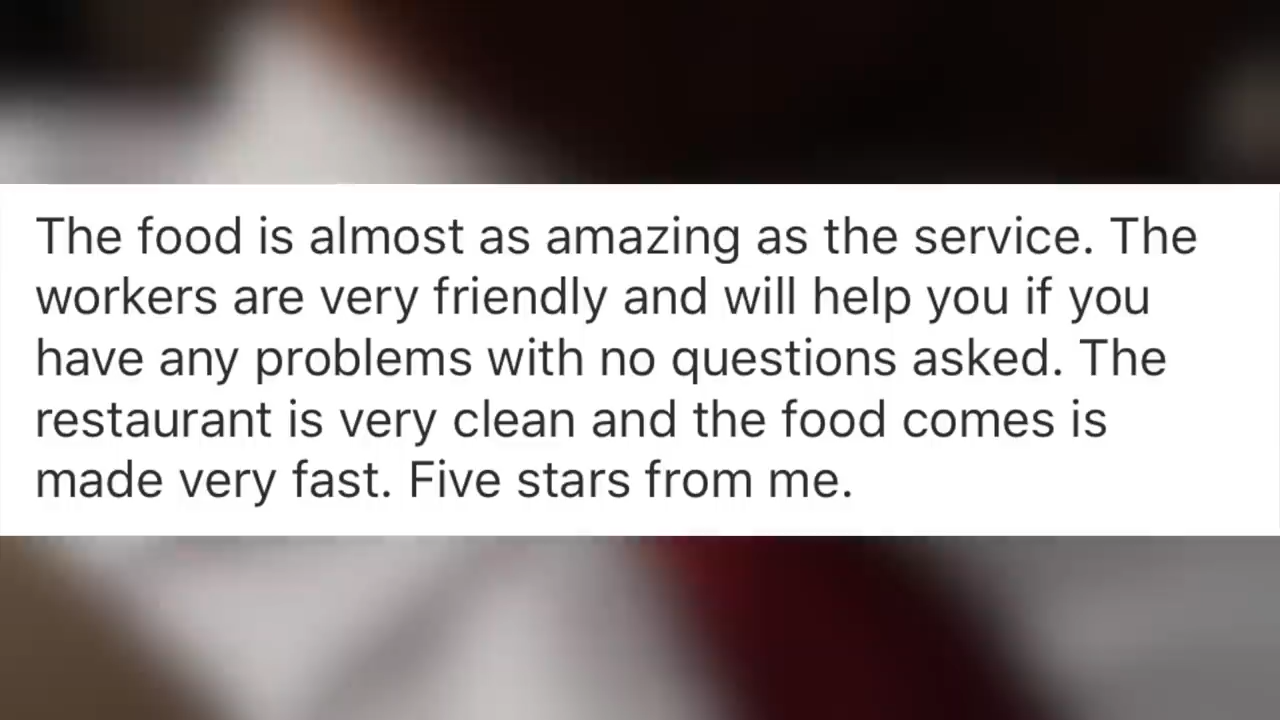 The food is almost as amazing as the service. The
workers are very friendly and will help you if you
have any problems with no questions asked. The
restaurant is very clean and the food comes is
made very fast. Five stars from me.